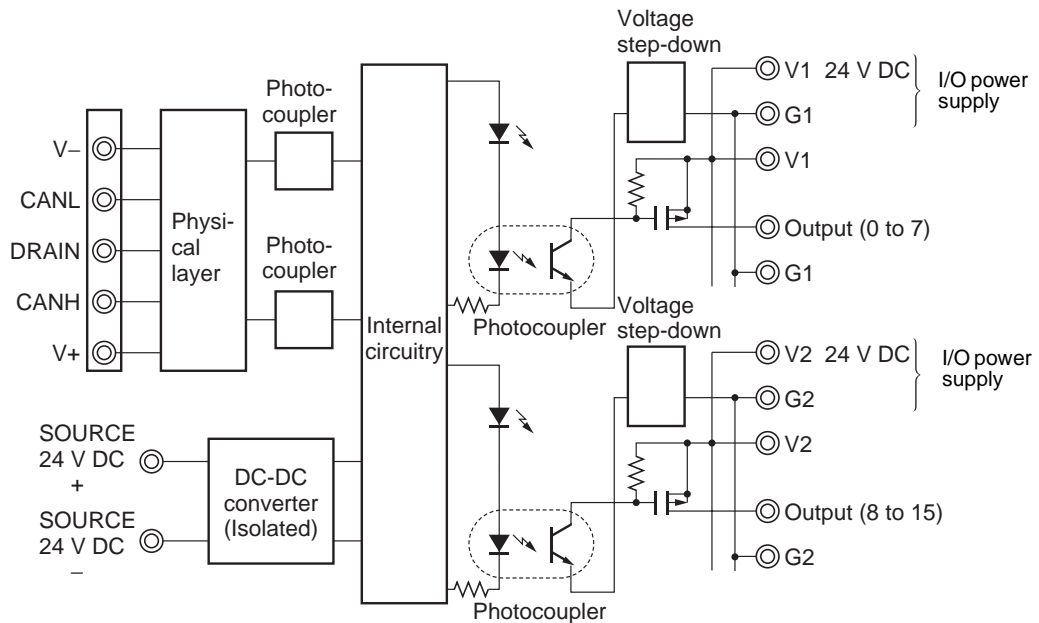 Voltage
step-down
V1 24 V DC
I/O power
supply
G1
V1
Output (0 to 7)
G1
Photo-
coupler
V–
CANL
DRAIN
CANH
V+
Physi-
cal
layer
Photo-
coupler
Internal
circuitry
Photocoupler
Voltage
step-down
V2 24 V DC
I/O power
supply
G2
V2
Output (8 to 15)
G2
SOURCE
24 V DC
+
SOURCE
24 V DC
–
DC-DC
converter
(Isolated)
Photocoupler